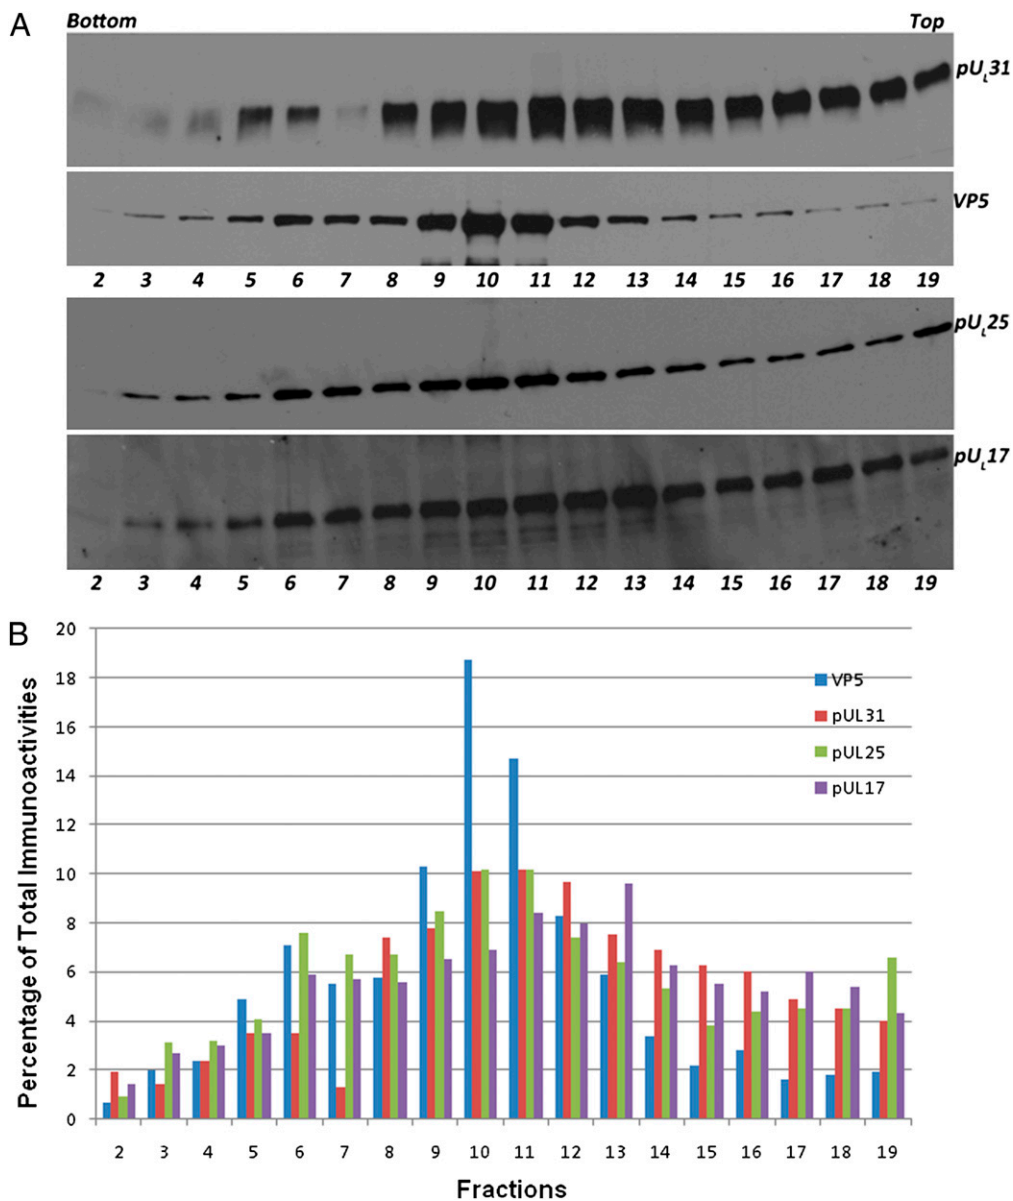 A
Bottom Top
pUL31
VP5
2 3 4 5 6 7 8 9 10 11 12 13 14 15 16 17 18 19
pUL25
pUL17
2 3 4 5 6 7 8 9 10 11 12 13 14 15 16 17 18 19
B
20
18
16
14
12
10
8
6
4
2
0
Percentage of Total Immunoactivities
VP5
pUL31
pUL25
pUL17
2 3 4 5 6 7 8 9 10 11 12 13 14 15 16 17 18 19
Fractions